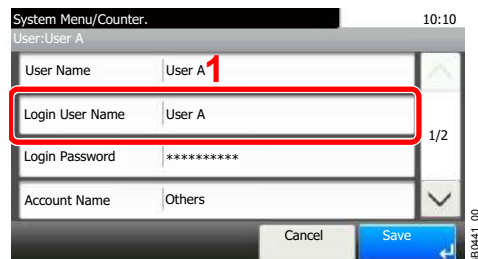 System Menu/Counter. 10:10
User:User A
User Name User A 1
Login User Name User A
1/2
Login Password **********
Account Name Others
Cancel Save